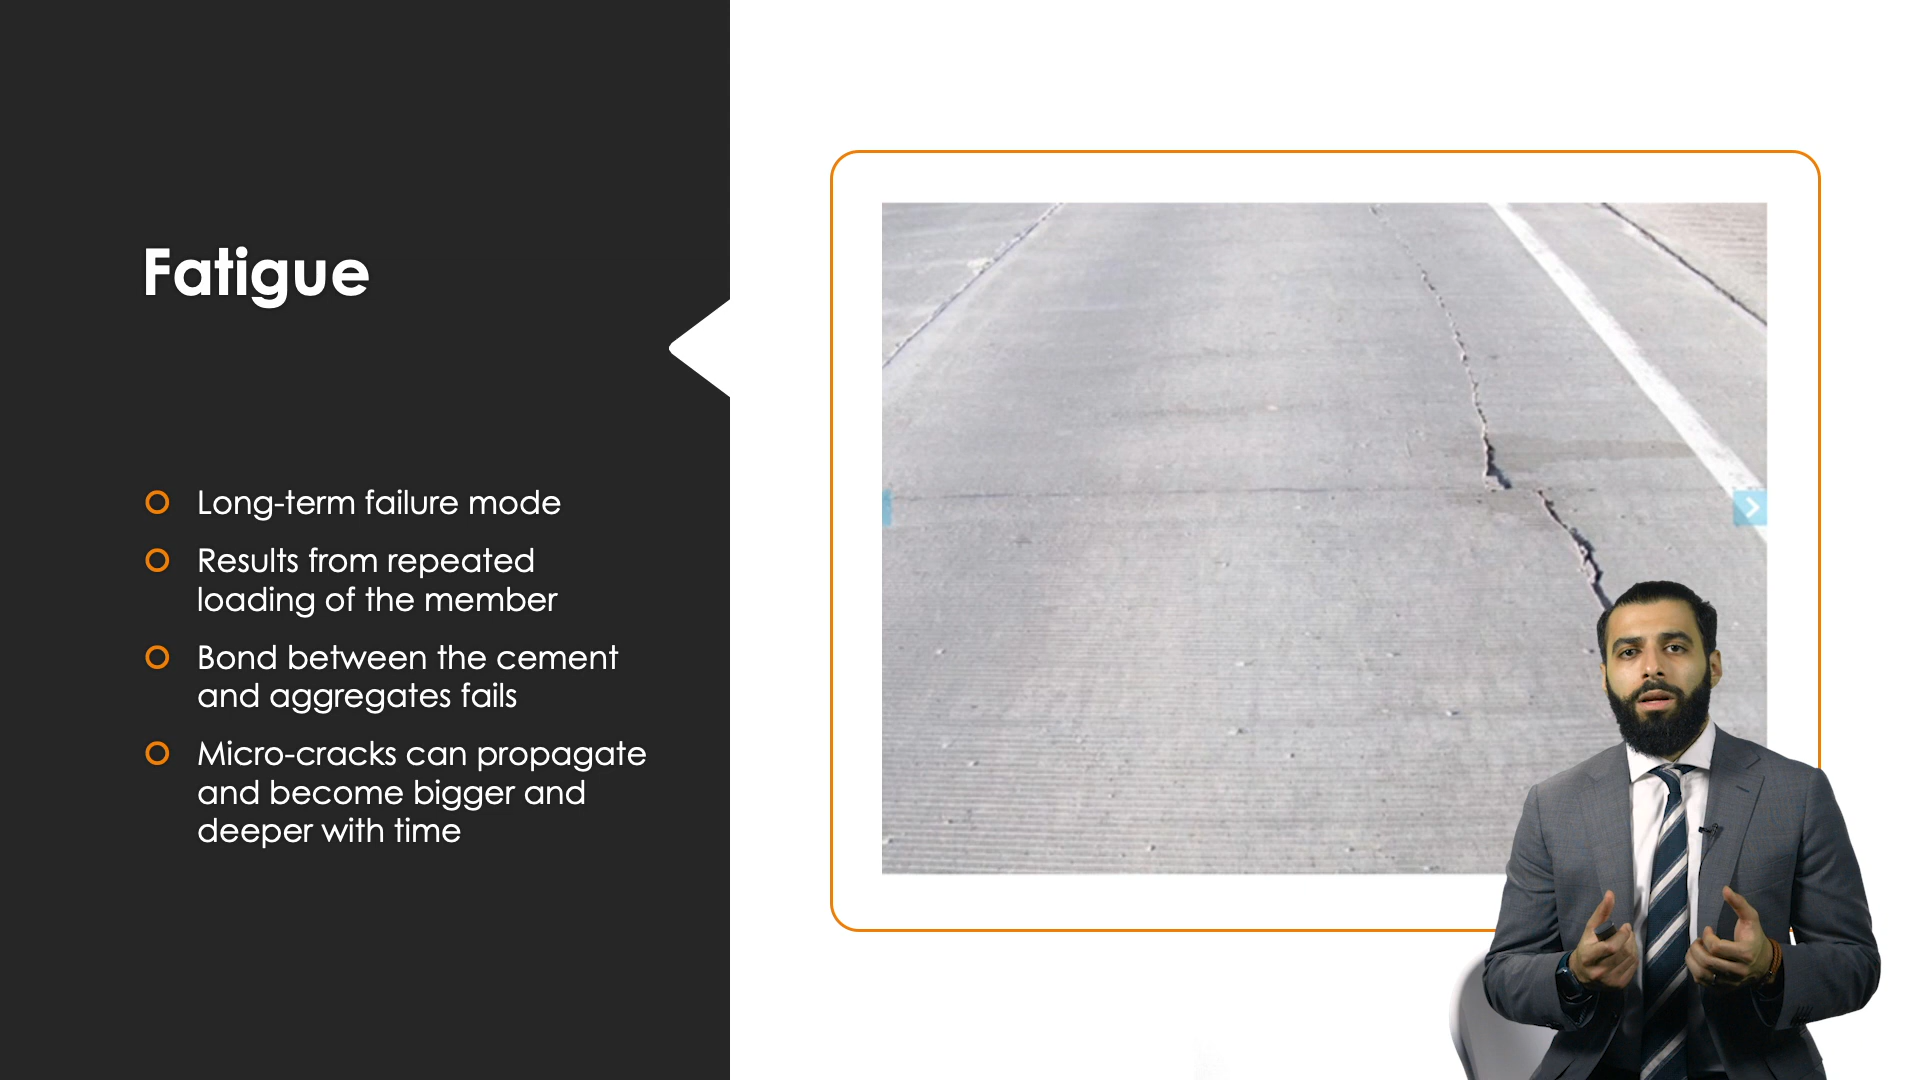 Fatigue
Long-term failure mode
Results from repeated
loading of the member
Bond between the cement
and aggregates fails
Micro-cracks can propagate
and become bigger and
deeper with time